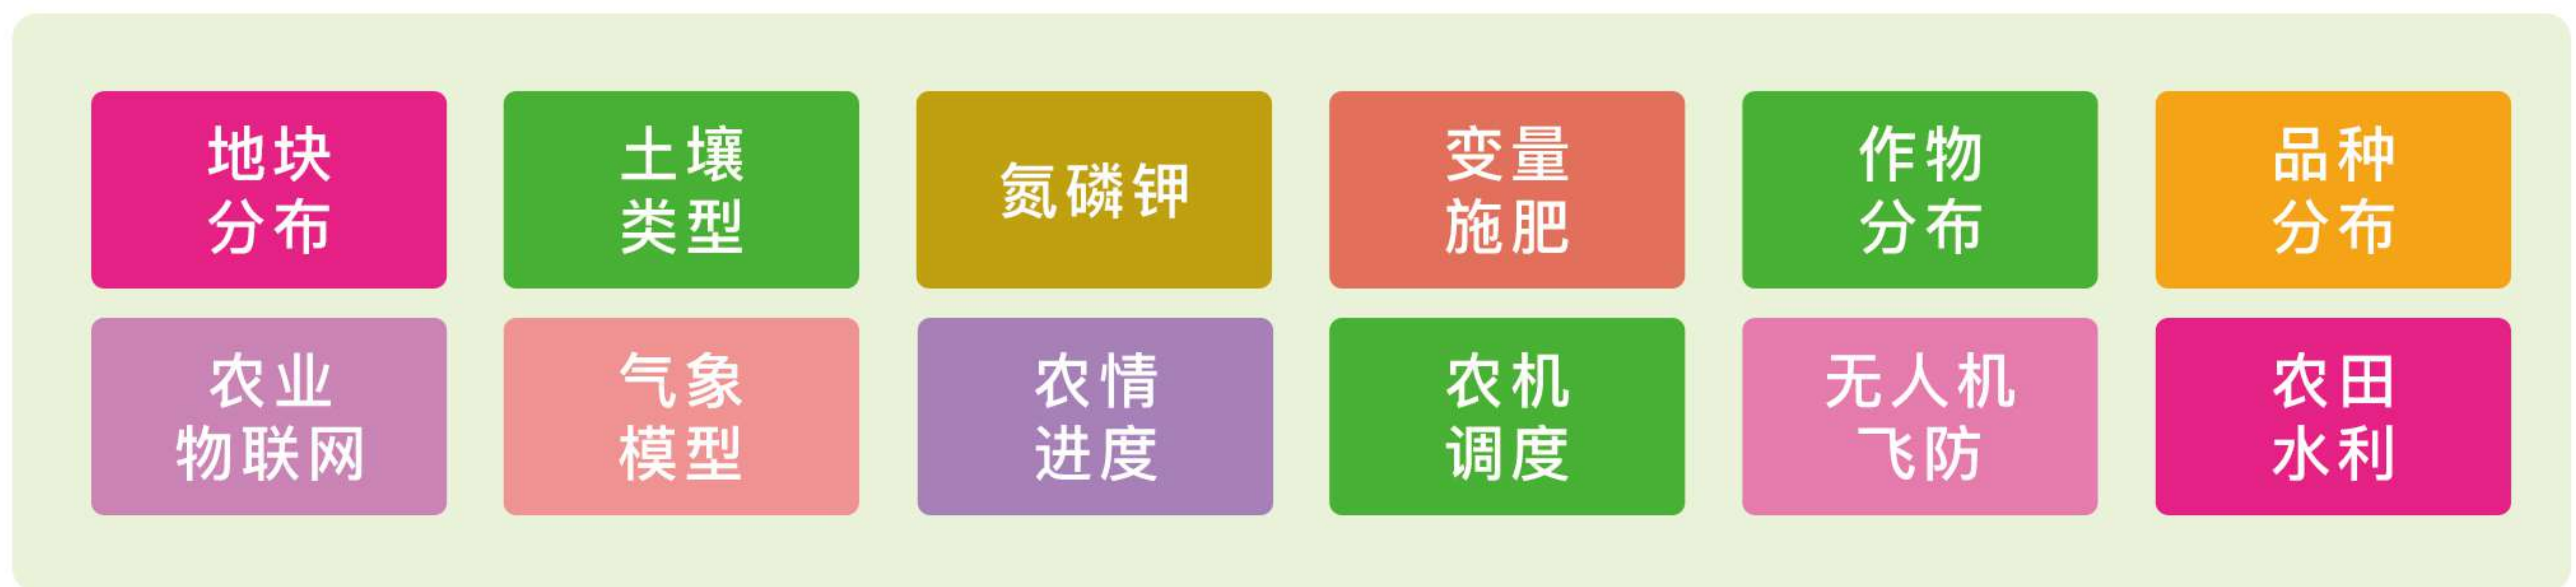 地块
分布
土壤
类型
氮磷钾
变量
施肥
作物
分布
品种
分布
农业
物联网
气象
模型
农情
进度
农机
调度
无人机
飞防
农田
水利